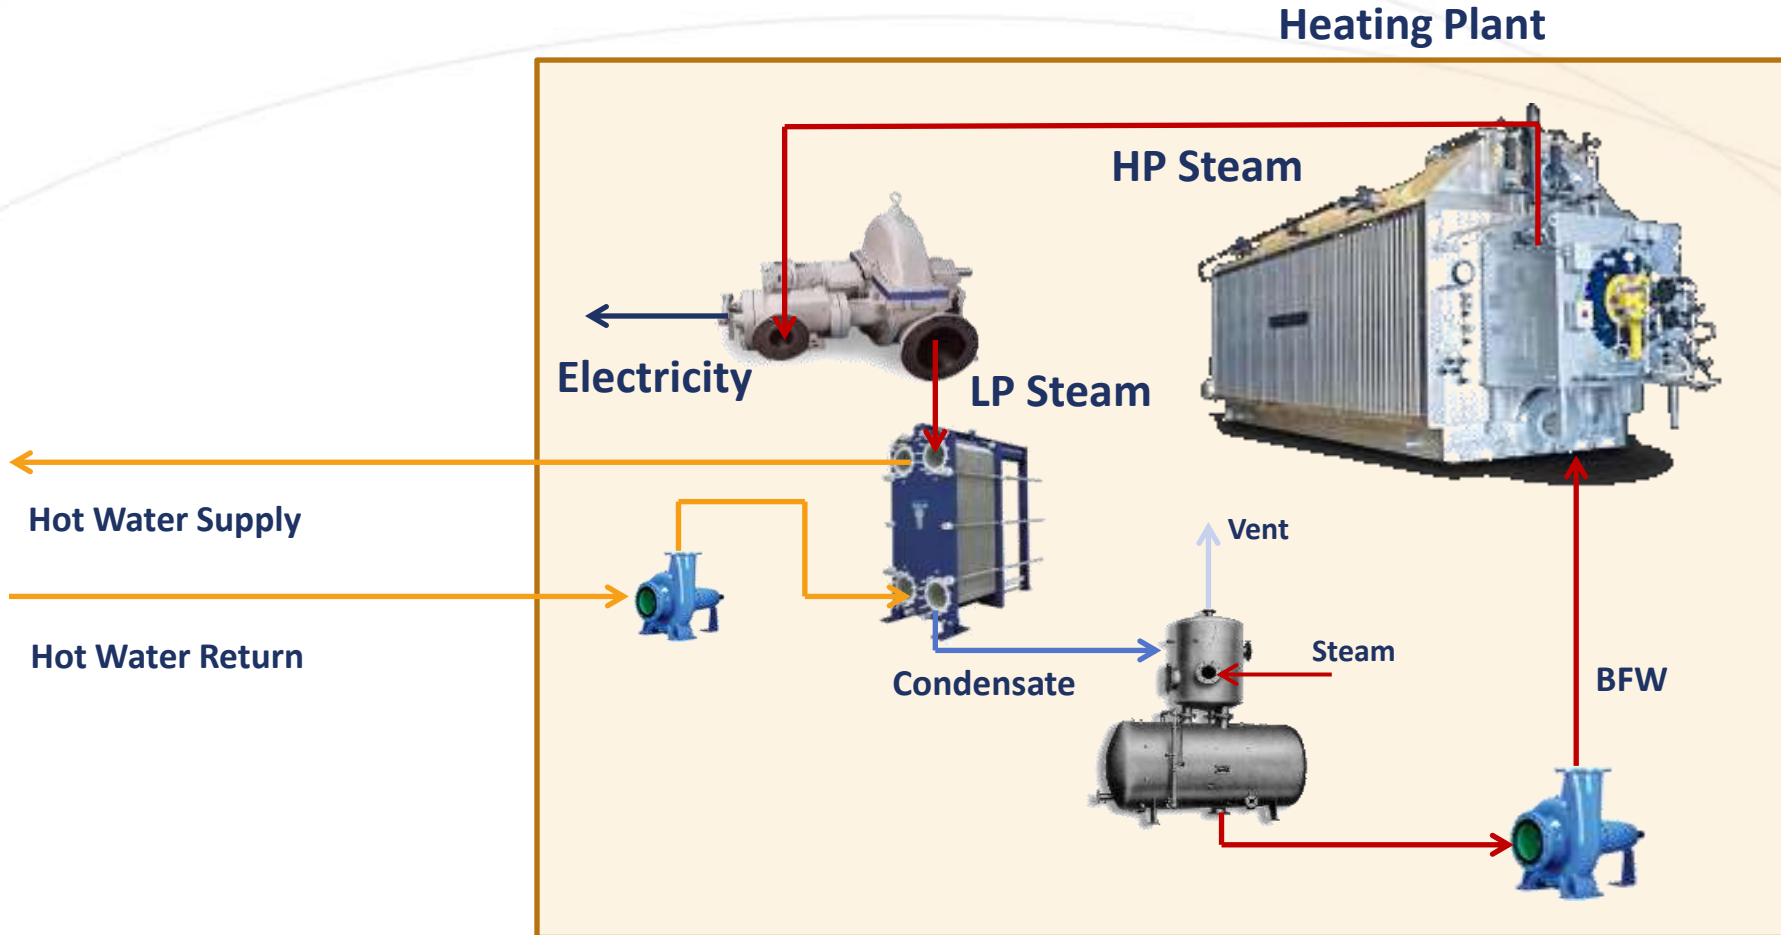 Heating Plant
HP Steam
Electricity
LP Steam
Hot Water Supply
Vent
Hot Water Return
Steam
Condensate
BFW